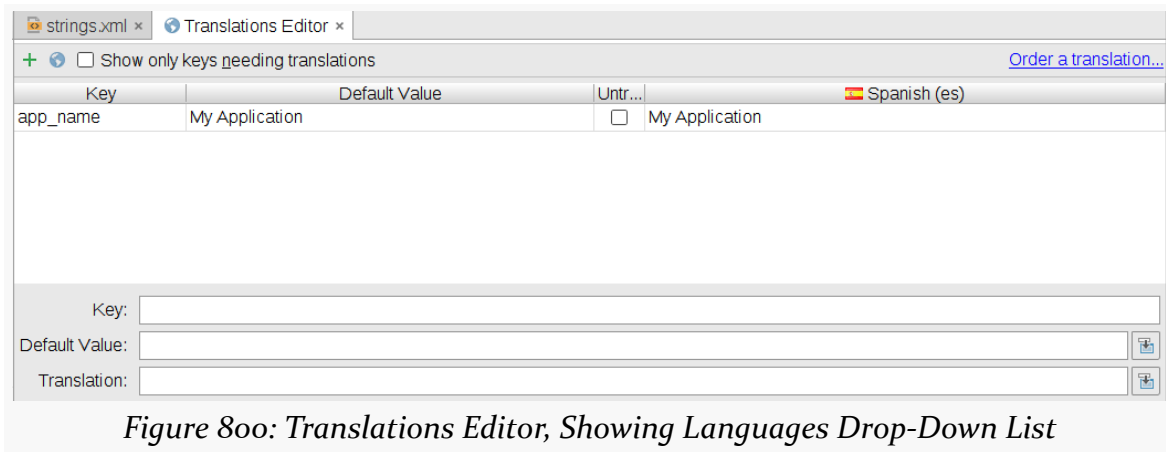 strings.xml × Translations Editor ×
Show only keys needing translations Order a translation...
Key Default Value Untr... Spanish (es)
app_name My Application My Application
Key:
Default Value:
Translation:
Figure 800: Translations Editor, Showing Languages Drop-Down List